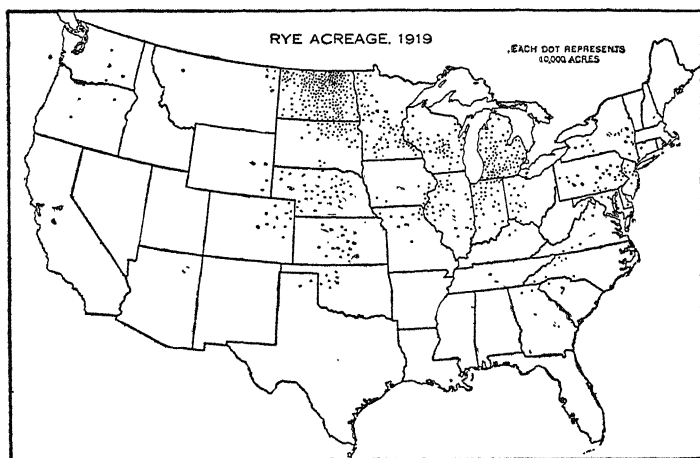 RYE ACREAGE, 1919
EACH DOT REPRESENTS
10,000 ACRES